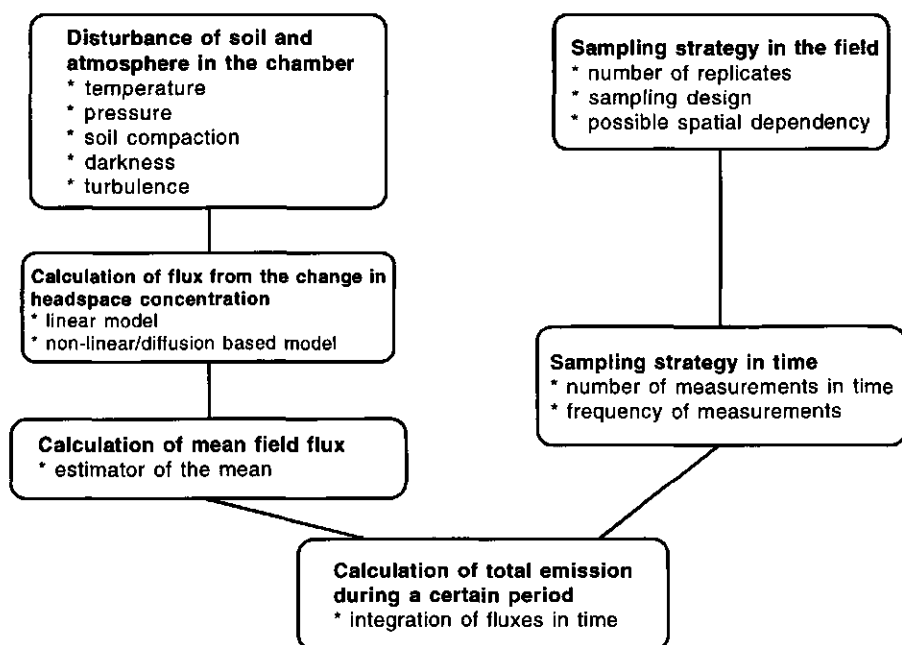 Disturbance of soil and
atmosphere in the chamber
* temperature
* pressure
* soil compaction
* darkness
* turbulence
Calculation of flux from the change in
headspace concentration
* linear model
* non-linear/diffusion based model
Calculation of mean field flux
* estimator of the mean
Sampling strategy in the field
* number of replicates
* sampling design
* possible spatial dependency
Sampling strategy in time
* number of measurements in time
* frequency of measurements
Calculation of total emission
during a certain period
* integration of fluxes in time